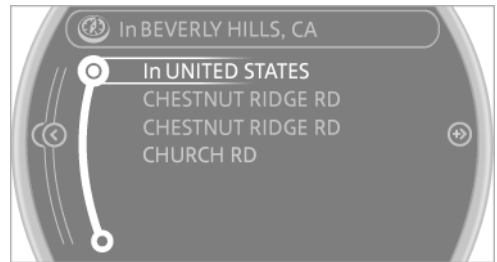 In BEVERLY HILLS, CA
In UNITED STATES
CHESTNUT RIDGE RD
CHESTNUT RIDGE RD
CHURCH RD